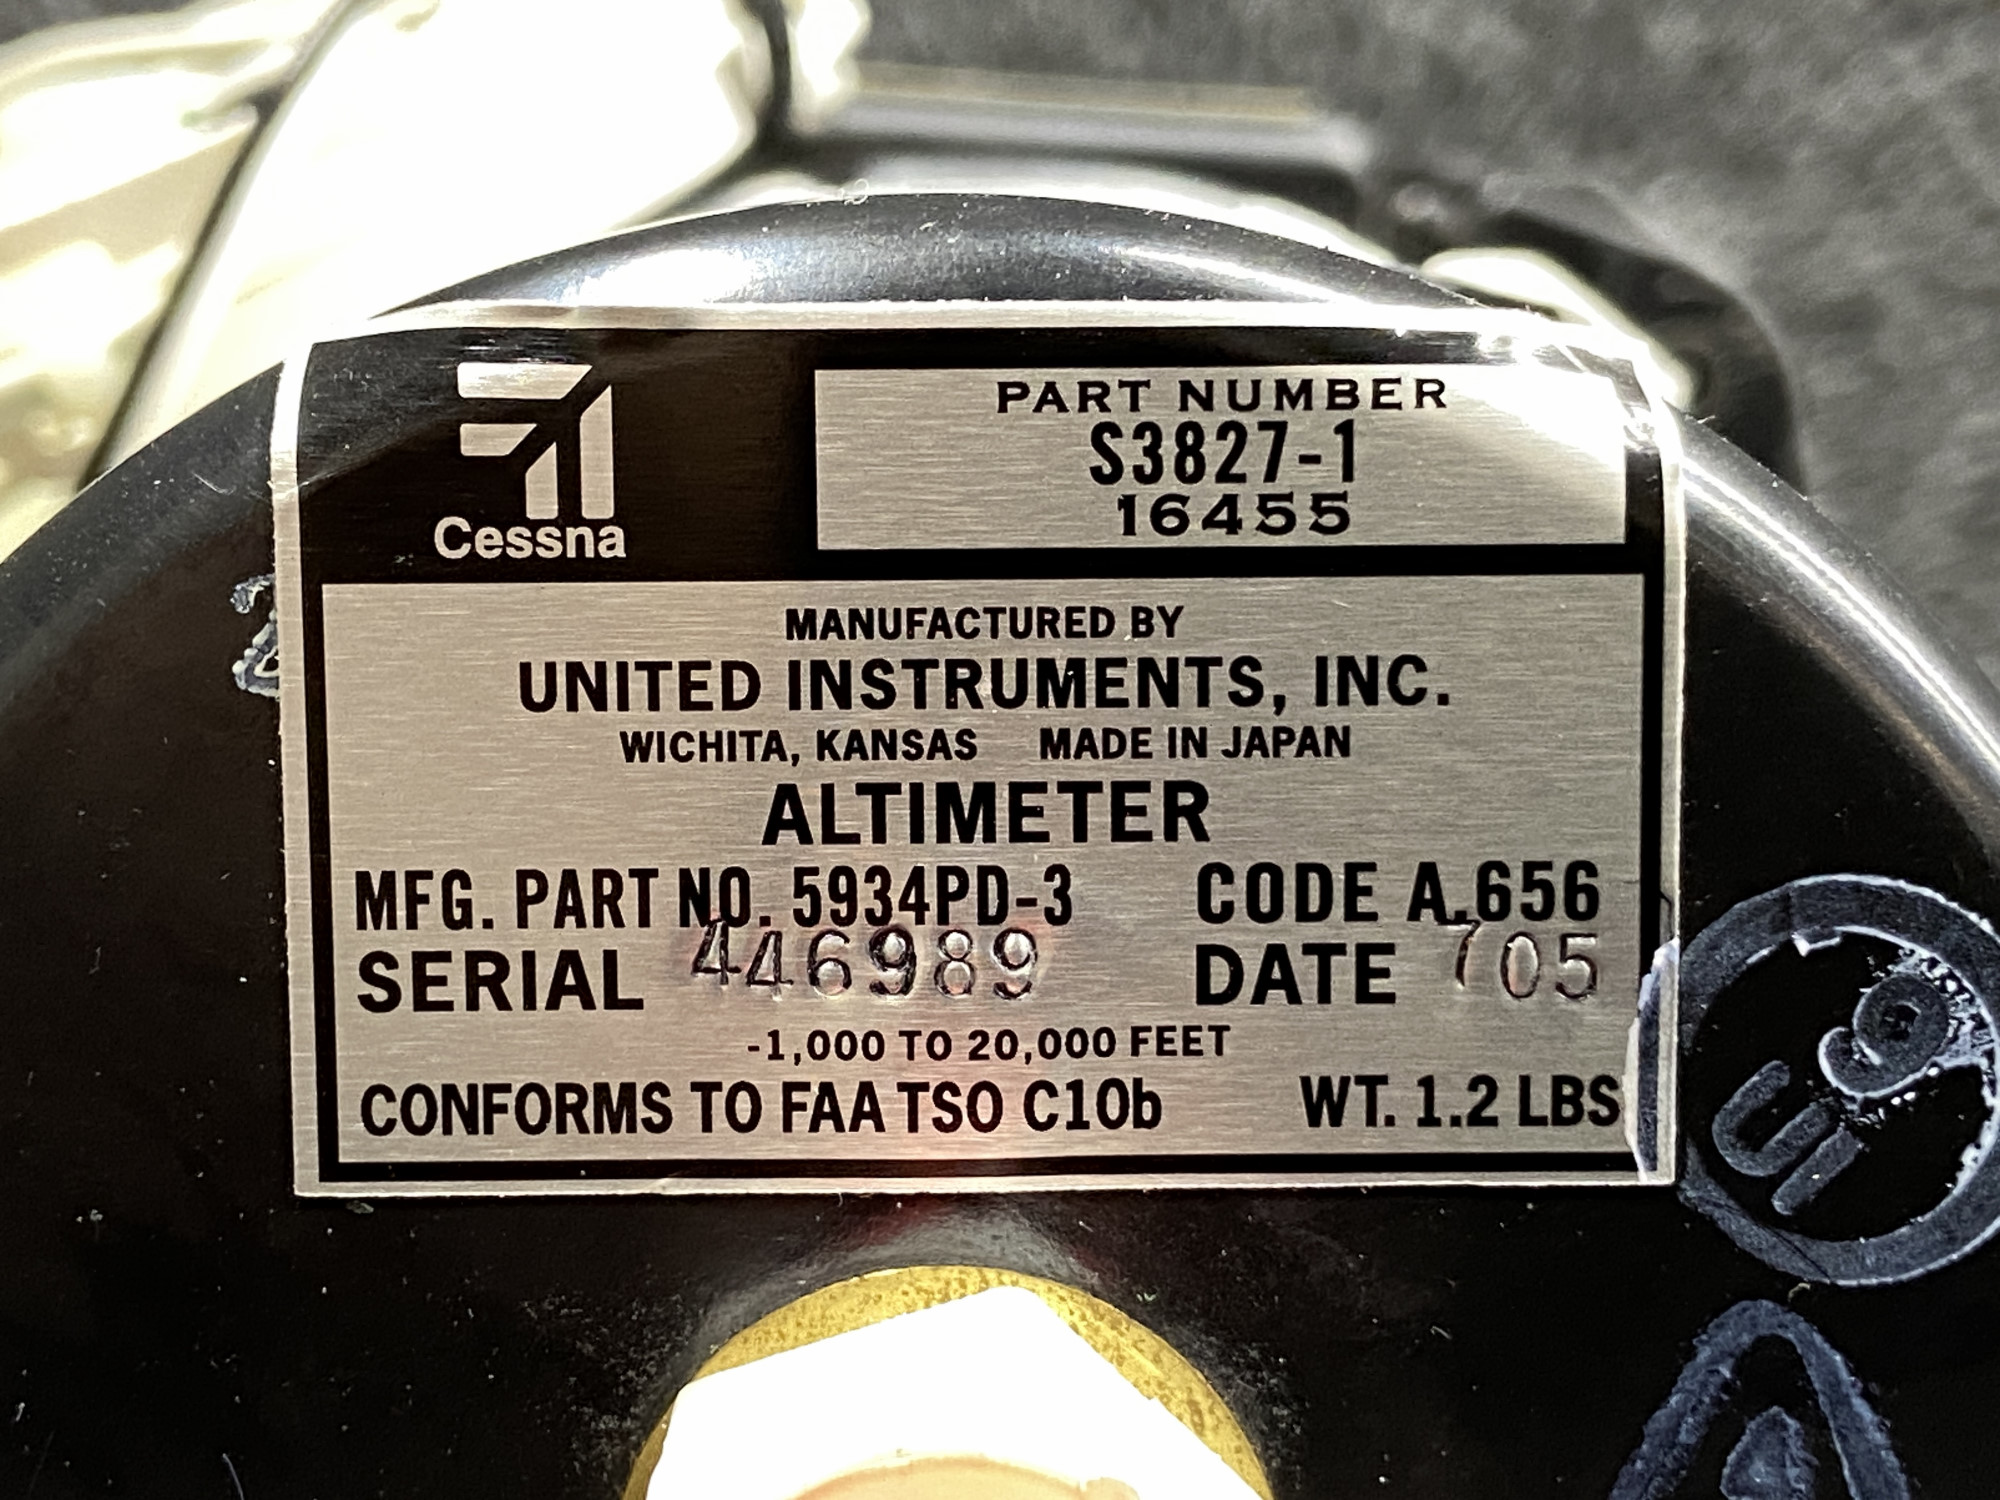 Cessna
PART NUMBER
S3827-1
16455
MANUFACTURED BY
UNITED INSTRUMENTS, INC.
WICHITA, KANSAS MADE IN JAPAN
ALTIMETER
MFG. PART NO. 5934PD-3 CODE A.656
SERIAL 446989 DATE 705
-1,000 TO 20,000 FEET
CONFORMS TO FAA TSO C10b WT. 1.2 LBS